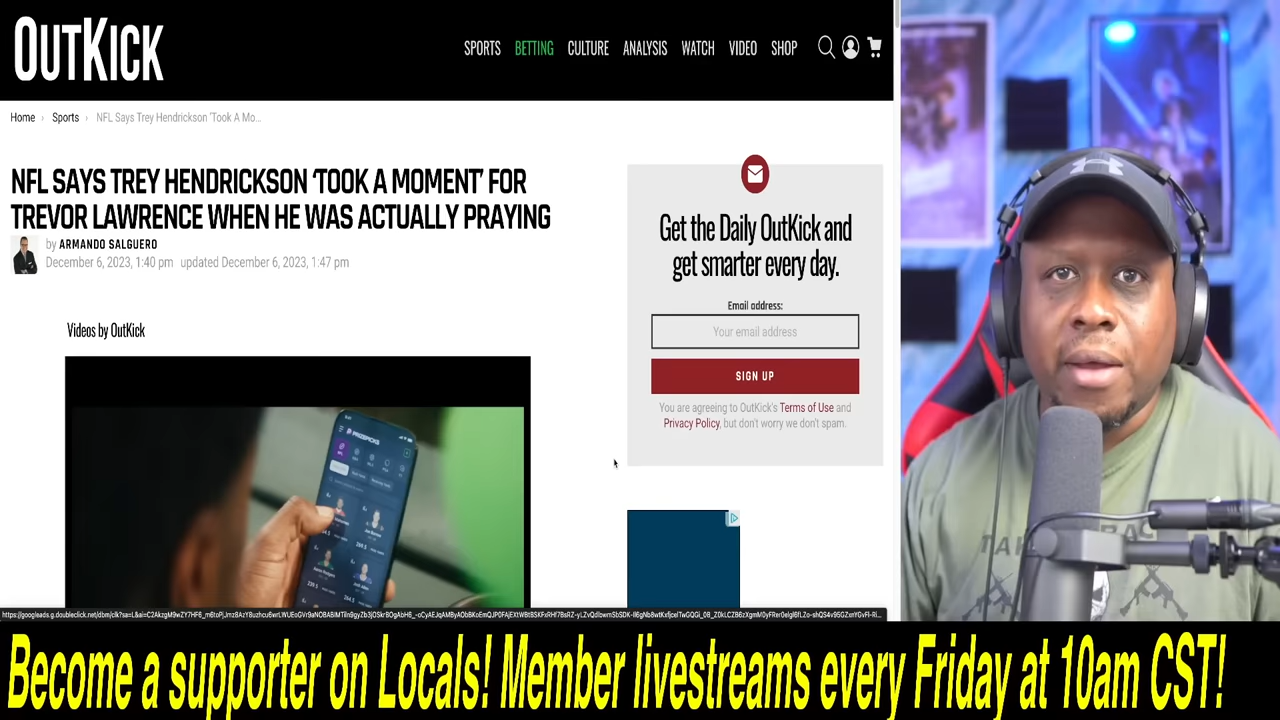 OUTKICK
SPORTS BETTING CULTURE ANALYSIS WATCH VIDEO SHOP
Home › Sports › NFL Says Trey Hendrickson 'Took A Mo...
NFL SAYS TREY HENDRICKSON 'TOOK A MOMENT' FOR
TREVOR LAWRENCE WHEN HE WAS ACTUALLY PRAYING
by ARMANDO SALGUERO
December 6, 2023, 1:40 pm updated December 6, 2023, 1:47 pm
Videos by OutKick
PRIZEPICKS
Get the Daily OutKick and
get smarter every day.
Email address:
Your email address
SIGN UP
You are agreeing to OutKick's Terms of Use and
Privacy Policy, but don't worry we don't spam.
Become a supporter on Locals! Member livestreams every Friday at 10am CST!